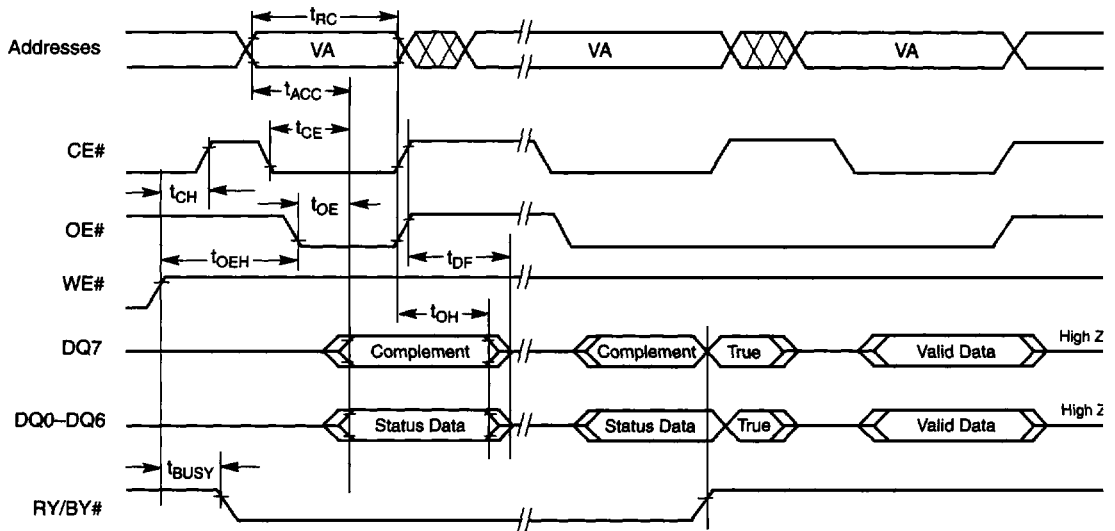 tRC
Addresses VA VA VA
tACC
tCE
CE#
tCH tOE
OE#
tOEH tDF
WE#
tOH
DQ7 Complement Complement True Valid Data High Z
DQ0–DQ6 Status Data Status Data True Valid Data High Z
tBUSY
RY/BY#